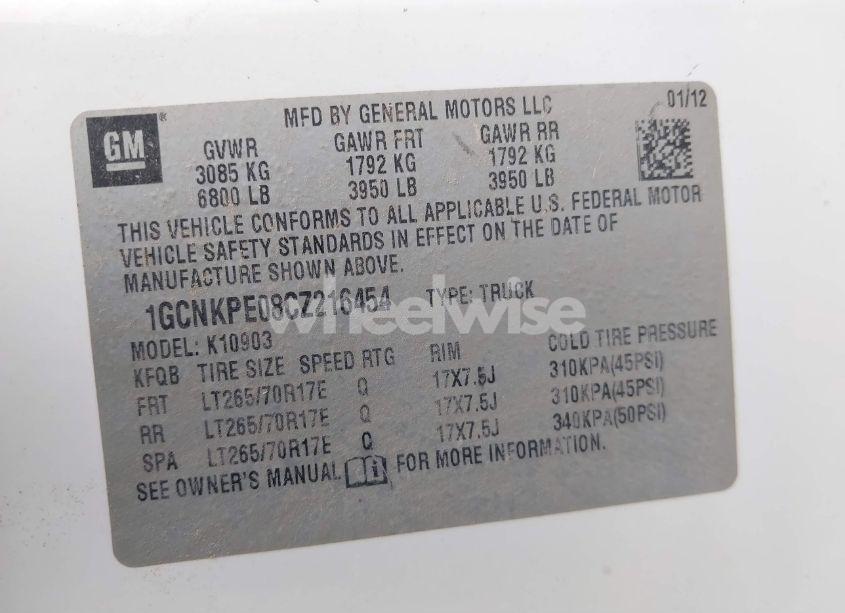 MFD BY GENERAL MOTORS LLC 01/12
GM®
GVWR GAWR FRT GAWR RR
3085 KG 1792 KG 1792 KG
6800 LB 3950 LB 3950 LB
THIS VEHICLE CONFORMS TO ALL APPLICABLE U.S. FEDERAL MOTOR
VEHICLE SAFETY STANDARDS IN EFFECT ON THE DATE OF
MANUFACTURE SHOWN ABOVE.
1GCNKPE08CZ216454 TYPE: TRUCK
wheelwise
MODEL: K10903
KFQB TIRE SIZE SPEED RTG RIM COLD TIRE PRESSURE
FRT LT265/70R17E Q 17X7.5J 310KPA(45PSI)
RR LT265/70R17E Q 17X7.5J 310KPA(45PSI)
SPA LT265/70R17E Q 17X7.5J 340KPA(50PSI)
SEE OWNER'S MANUAL FOR MORE INFORMATION.